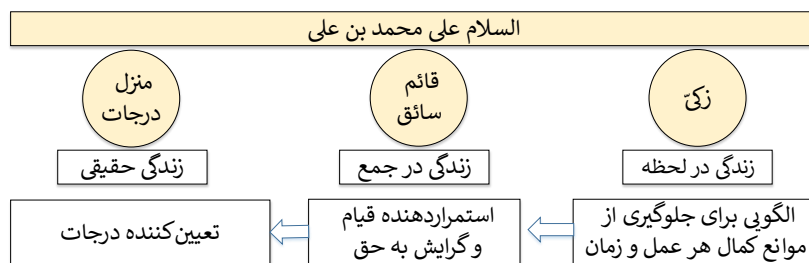 السلام علی محمد بن علی
زکیّ
قائم
سائق
منزل
درجات
زندگی در لحظه
زندگی در جمع
زندگی حقیقی
الگویی برای جلوگیری از
موانع کمال هر عمل و زمان
استمراردهنده قیام
و گرایش به حق
تعیین‌کننده درجات